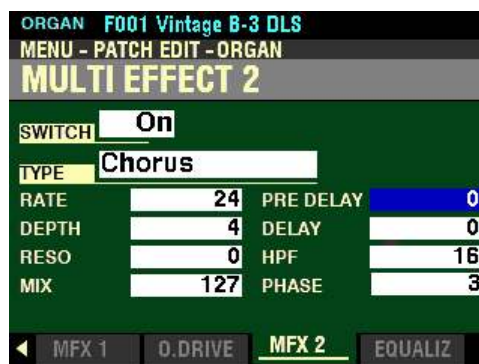 ORGAN F001 Vintage B-3 DLS
MENU - PATCH EDIT - ORGAN
MULTI EFFECT 2
SWITCH On
TYPE Chorus
RATE 24 PRE DELAY 0
DEPTH 4 DELAY 0
RESO 0 HPF 16
MIX 127 PHASE 3
MFX 1 O.DRIVE MFX 2 EQUALIZ